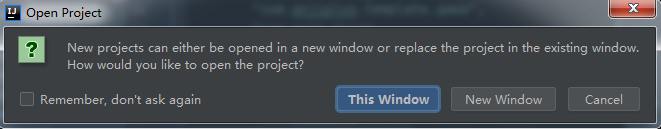 IJ Open Project
New projects can either be opened in a new window or replace the project in the existing window.
How would you like to open the project?
Remember, don't ask again
This Window
New Window
Cancel